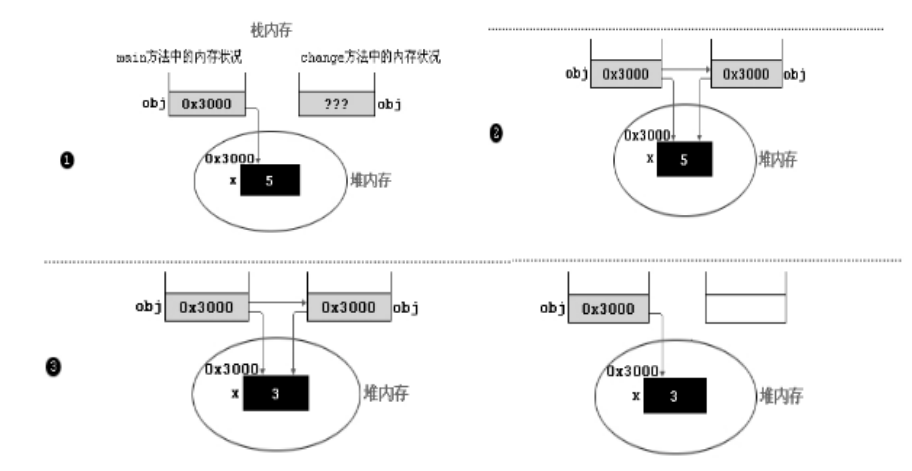 栈内存
main方法中的内存状况 change方法中的内存状况
obj 0x3000 ??? obj
❶
0x3000
x 5 堆内存
obj 0x3000 0x3000 obj
❷
0x3000
x 5 堆内存
obj 0x3000 0x3000 obj
❸
0x3000
x 3 堆内存
obj 0x3000
0x3000
x 3 堆内存